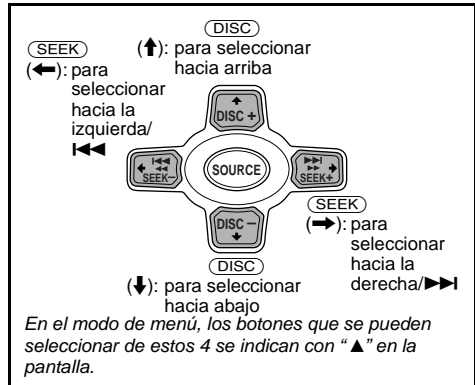 (DISC)
(↑): para seleccionar
hacia arriba
(SEEK)
(←): para
seleccionar
hacia la
izquierda/
I◀◀
DISC +
I◀◀
◀◀
SEEK–
SOURCE
▶▶I
▶▶
SEEK+
DISC –
(SEEK)
(→): para
seleccionar
hacia la
derecha/▶▶I
(DISC)
(↓): para seleccionar
hacia abajo
En el modo de menú, los botones que se pueden
seleccionar de estos 4 se indican con “▲” en la
pantalla.